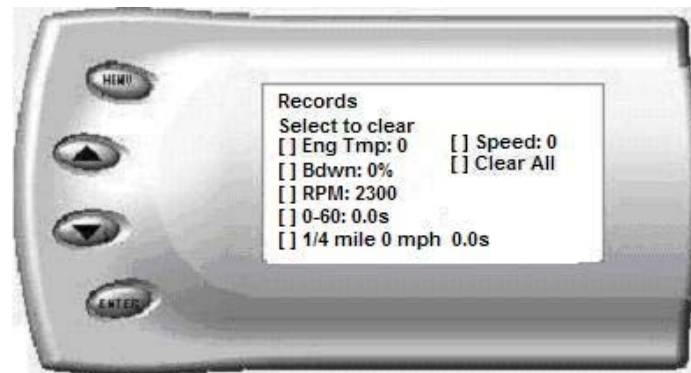 MENU
Records
Select to clear
[ ] Eng Tmp: 0 [ ] Speed: 0
[ ] Bdwn: 0% [ ] Clear All
[ ] RPM: 2300
[ ] 0-60: 0.0s
[ ] 1/4 mile 0 mph 0.0s
ENTER